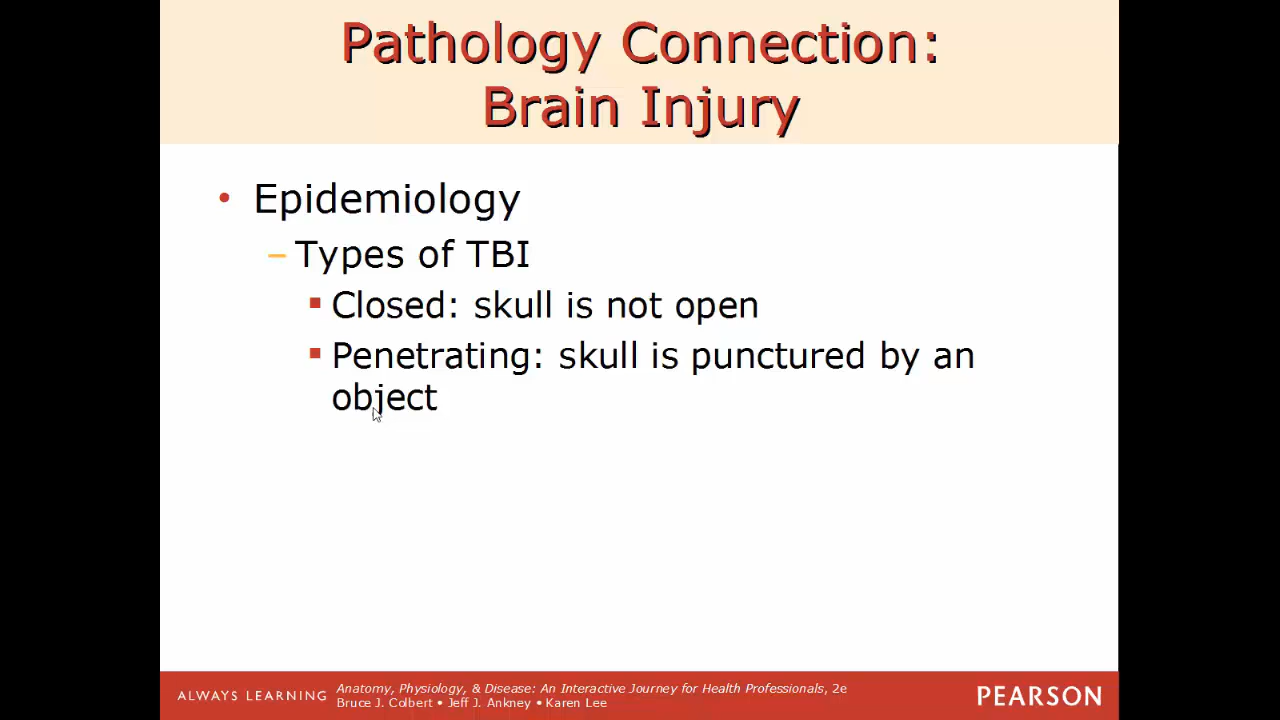 Pathology Connection:
Brain Injury
• Epidemiology
– Types of TBI
▪ Closed: skull is not open
▪ Penetrating: skull is punctured by an
object
ALWAYS LEARNING
Anatomy, Physiology, & Disease: An Interactive Journey for Health Professionals, 2e
Bruce J. Colbert • Jeff J. Ankney • Karen Lee
PEARSON